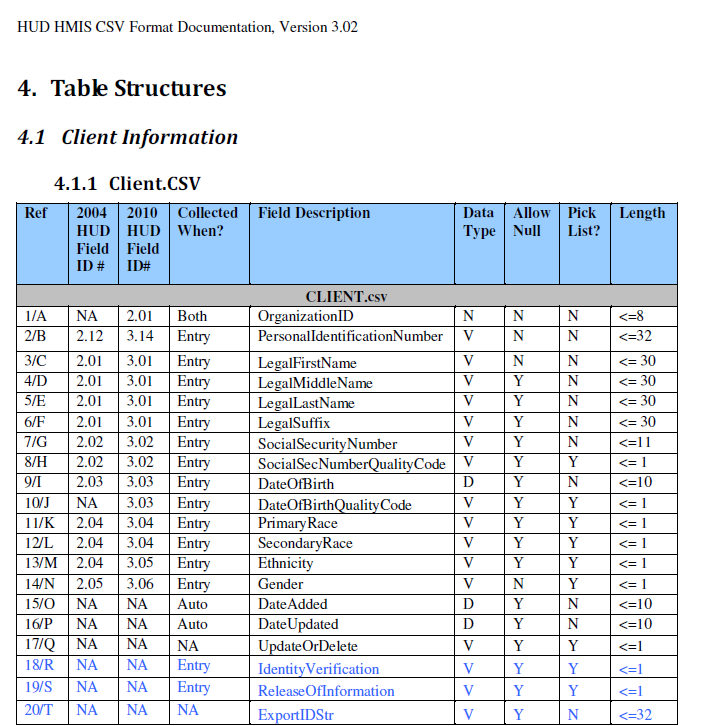 HUD HMIS CSV Format Documentation, Version 3.02
4. Table Structures
4.1 Client Information
4.1.1 Client.CSV
Ref 2004 HUD Field ID # 2010 HUD Field ID# Collected When? Field Description Data Type Allow Null Pick List? Length
CLIENT.csv
1/A NA 2.01 Both OrganizationID N N N <=8
2/B 2.12 3.14 Entry PersonalIdentificationNumber V N N <=32
3/C 2.01 3.01 Entry LegalFirstName V N N <= 30
4/D 2.01 3.01 Entry LegalMiddleName V Y N <= 30
5/E 2.01 3.01 Entry LegalLastName V Y N <= 30
6/F 2.01 3.01 Entry LegalSuffix V Y N <= 30
7/G 2.02 3.02 Entry SocialSecurityNumber V Y N <=11
8/H 2.02 3.02 Entry SocialSecNumberQualityCode V Y Y <= 1
9/I 2.03 3.03 Entry DateOfBirth D Y N <=10
10/J NA 3.03 Entry DateOfBirthQualityCode V Y Y <= 1
11/K 2.04 3.04 Entry PrimaryRace V Y Y <= 1
12/L 2.04 3.04 Entry SecondaryRace V Y Y <= 1
13/M 2.04 3.05 Entry Ethnicity V Y Y <= 1
14/N 2.05 3.06 Entry Gender V N Y <= 1
15/O NA NA Auto DateAdded D Y N <=10
16/P NA NA Auto DateUpdated D Y N <=10
17/Q NA NA NA UpdateOrDelete V Y Y <=1
18/R NA NA Entry IdentityVerification V Y Y <=1
19/S NA NA Entry ReleaseOfInformation V Y Y <=1
20/T NA NA NA ExportIDStr V Y N <=32